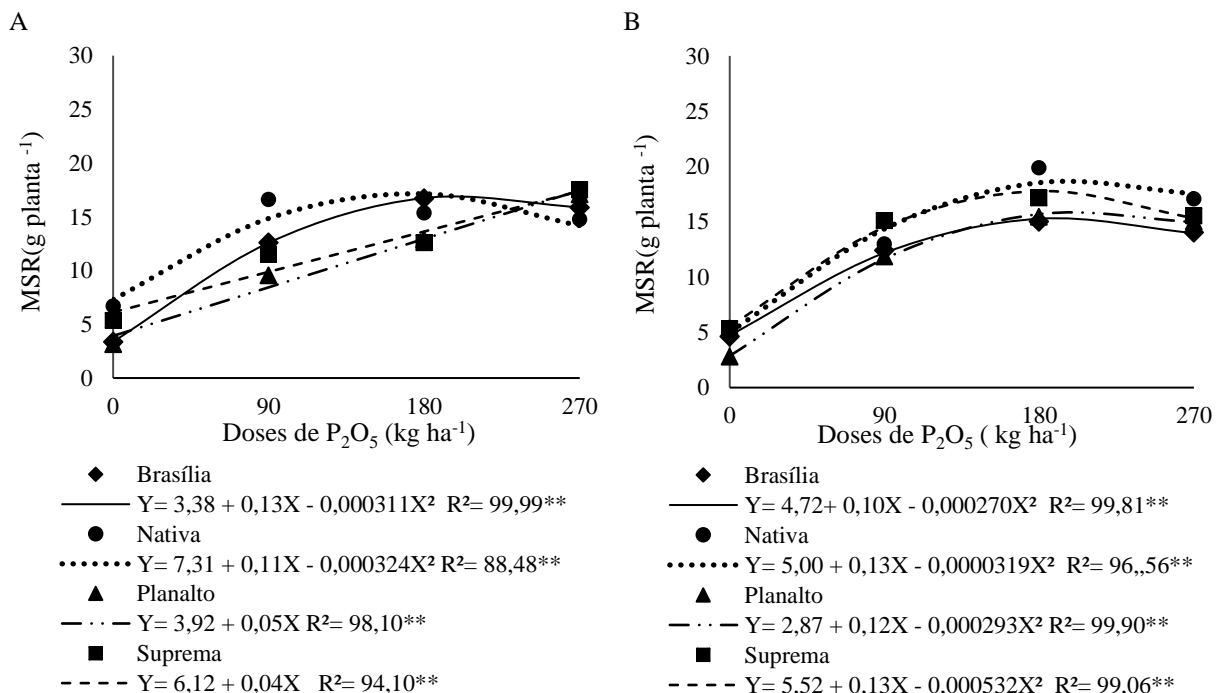 A
30
25
20
15
10
5
0
MSR(g planta ⁻¹)
0 90 180 270
Doses de P₂O₅ (kg ha⁻¹)
Brasília
Y= 3,38 + 0,13X - 0,000311X² R²= 99,99**
Nativa
Y= 7,31 + 0,11X - 0,000324X² R²= 88,48**
Planalto
Y= 3,92 + 0,05X R²= 98,10**
Suprema
Y= 6,12 + 0,04X R²= 94,10**
B
30
25
20
15
10
5
0
MSR(g planta ⁻¹)
0 90 180 270
Doses de P₂O₅ ( kg ha⁻¹)
Brasília
Y= 4,72+ 0,10X - 0,000270X² R²= 99,81**
Nativa
Y= 5,00 + 0,13X - 0,0000319X² R²= 96,,56**
Planalto
Y= 2,87 + 0,12X - 0,000293X² R²= 99,90**
Suprema
Y= 5,52 + 0,13X - 0,000532X² R²= 99,06**